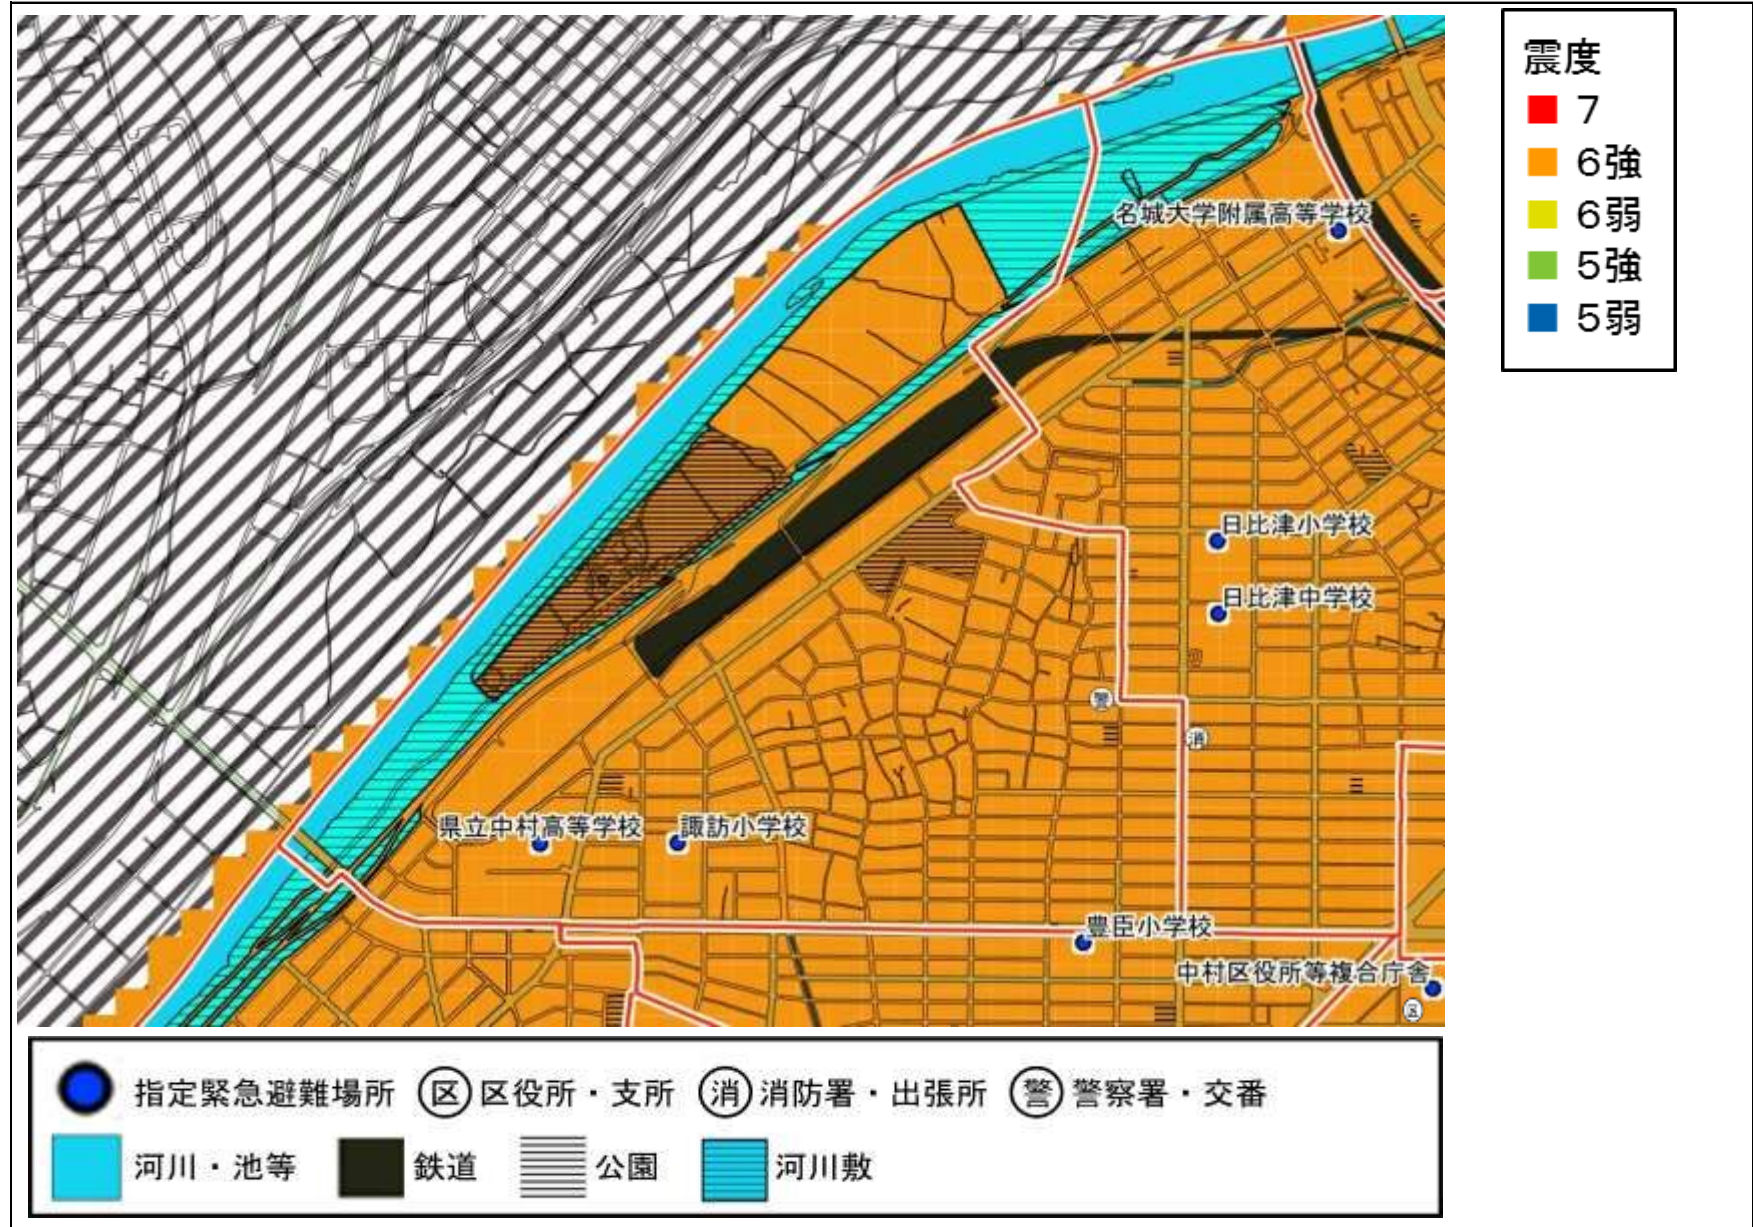 震度
7
6強
6弱
5強
5弱
名城大学附属高等学校
日比津小学校
日比津中学校
警
消
県立中村高等学校
諏訪小学校
豊臣小学校
中村区役所等複合庁舎
区
指定緊急避難場所 区 区役所・支所 消 消防署・出張所 警 警察署・交番
河川・池等 鉄道 公園 河川敷